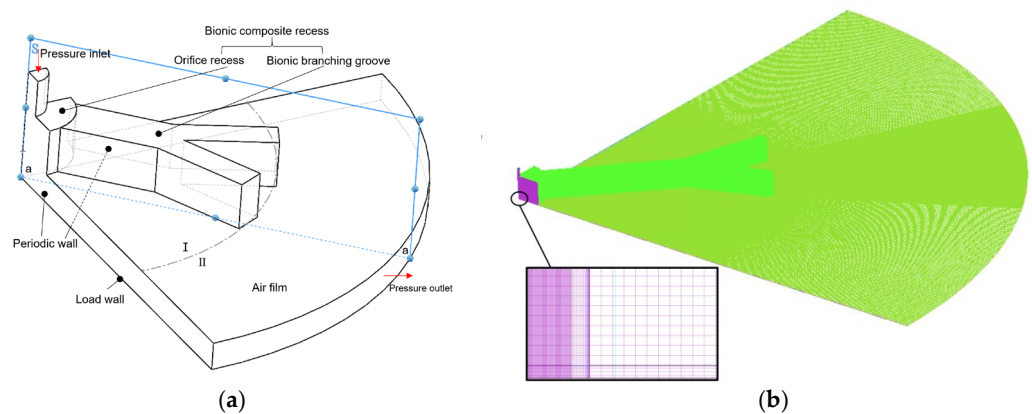 Bionic composite recess
S
Pressure inlet
Orifice recess
Bionic branching groove
a
Periodic wall
I
II
a
Load wall
Air film
Pressure outlet
(a)
(b)